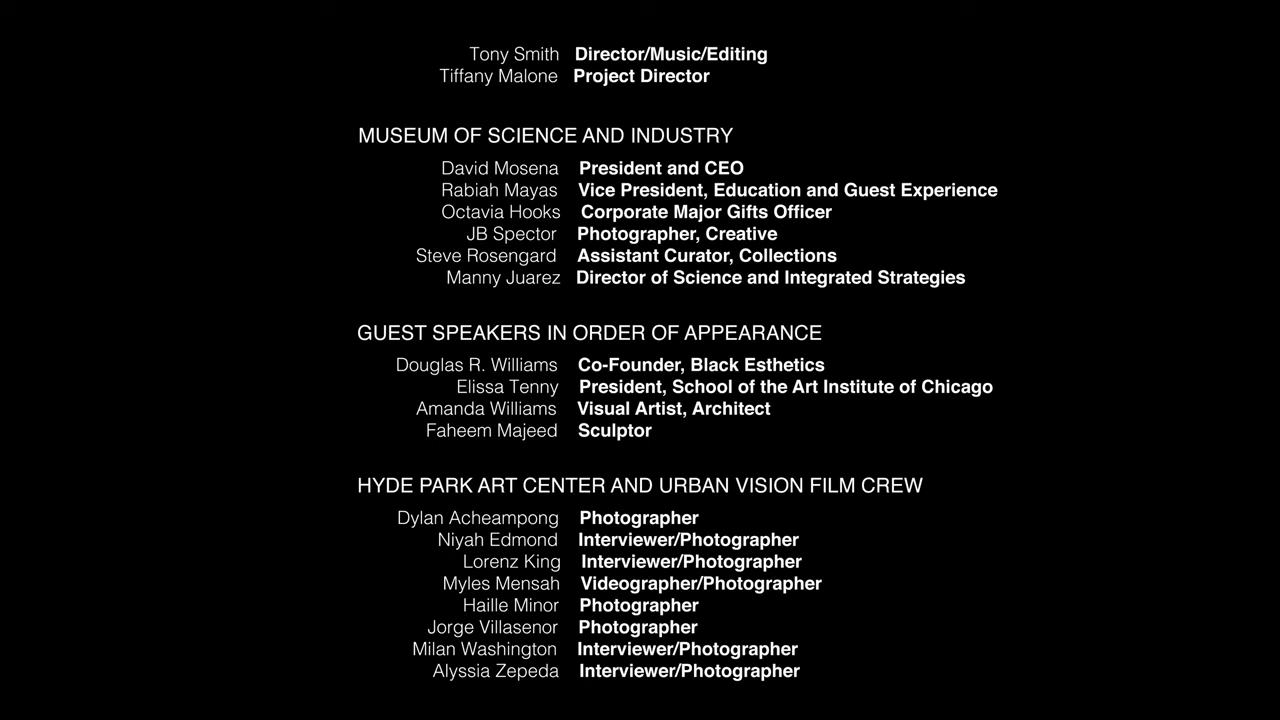 Tony Smith Director/Music/Editing
Tiffany Malone Project Director
MUSEUM OF SCIENCE AND INDUSTRY
David Mosena President and CEO
Rabiah Mayas Vice President, Education and Guest Experience
Octavia Hooks Corporate Major Gifts Officer
JB Spector Photographer, Creative
Steve Rosengard Assistant Curator, Collections
Manny Juarez Director of Science and Integrated Strategies
GUEST SPEAKERS IN ORDER OF APPEARANCE
Douglas R. Williams Co-Founder, Black Esthetics
Elissa Tenny President, School of the Art Institute of Chicago
Amanda Williams Visual Artist, Architect
Faheem Majeed Sculptor
HYDE PARK ART CENTER AND URBAN VISION FILM CREW
Dylan Acheampong Photographer
Niyah Edmond Interviewer/Photographer
Lorenz King Interviewer/Photographer
Myles Mensah Videographer/Photographer
Haille Minor Photographer
Jorge Villasenor Photographer
Milan Washington Interviewer/Photographer
Alyssia Zepeda Interviewer/Photographer